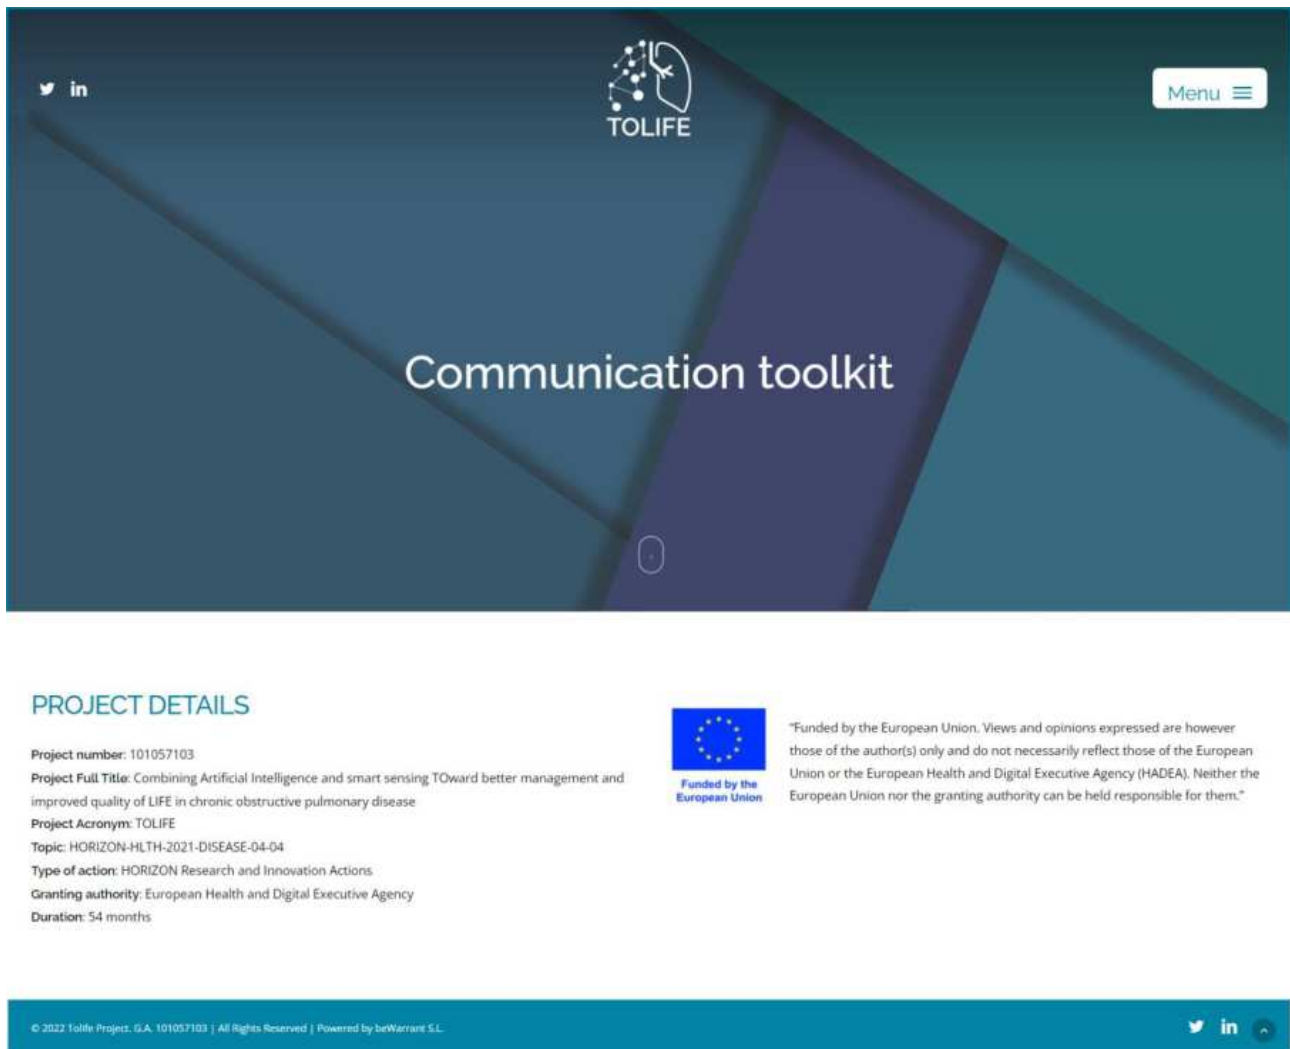 in
TOLIFE
Menu
Communication toolkit
PROJECT DETAILS
Project number: 101057103
Project Full Title: Combining Artificial Intelligence and smart sensing TOward better management and
improved quality of LIFE in chronic obstructive pulmonary disease
Project Acronym: TOLIFE
Topic: HORIZON-HLTH-2021-DISEASE-04-04
Type of action: HORIZON Research and Innovation Actions
Granting authority: European Health and Digital Executive Agency
Duration: 54 months
Funded by the
European Union
"Funded by the European Union. Views and opinions expressed are however
those of the author(s) only and do not necessarily reflect those of the European
Union or the European Health and Digital Executive Agency (HADEA). Neither the
European Union nor the granting authority can be held responsible for them."
© 2022 Tolife Project. G.A. 101057103 | All Rights Reserved | Powered by beWarrant S.L.
in